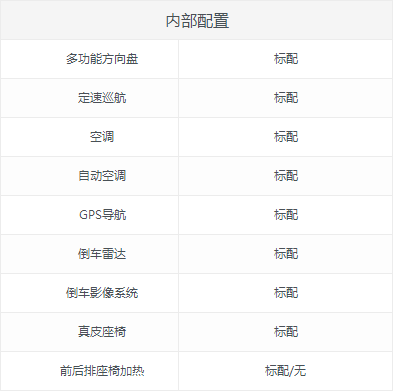 内部配置
多功能方向盘 标配
定速巡航 标配
空调 标配
自动空调 标配
GPS导航 标配
倒车雷达 标配
倒车影像系统 标配
真皮座椅 标配
前后排座椅加热 标配/无